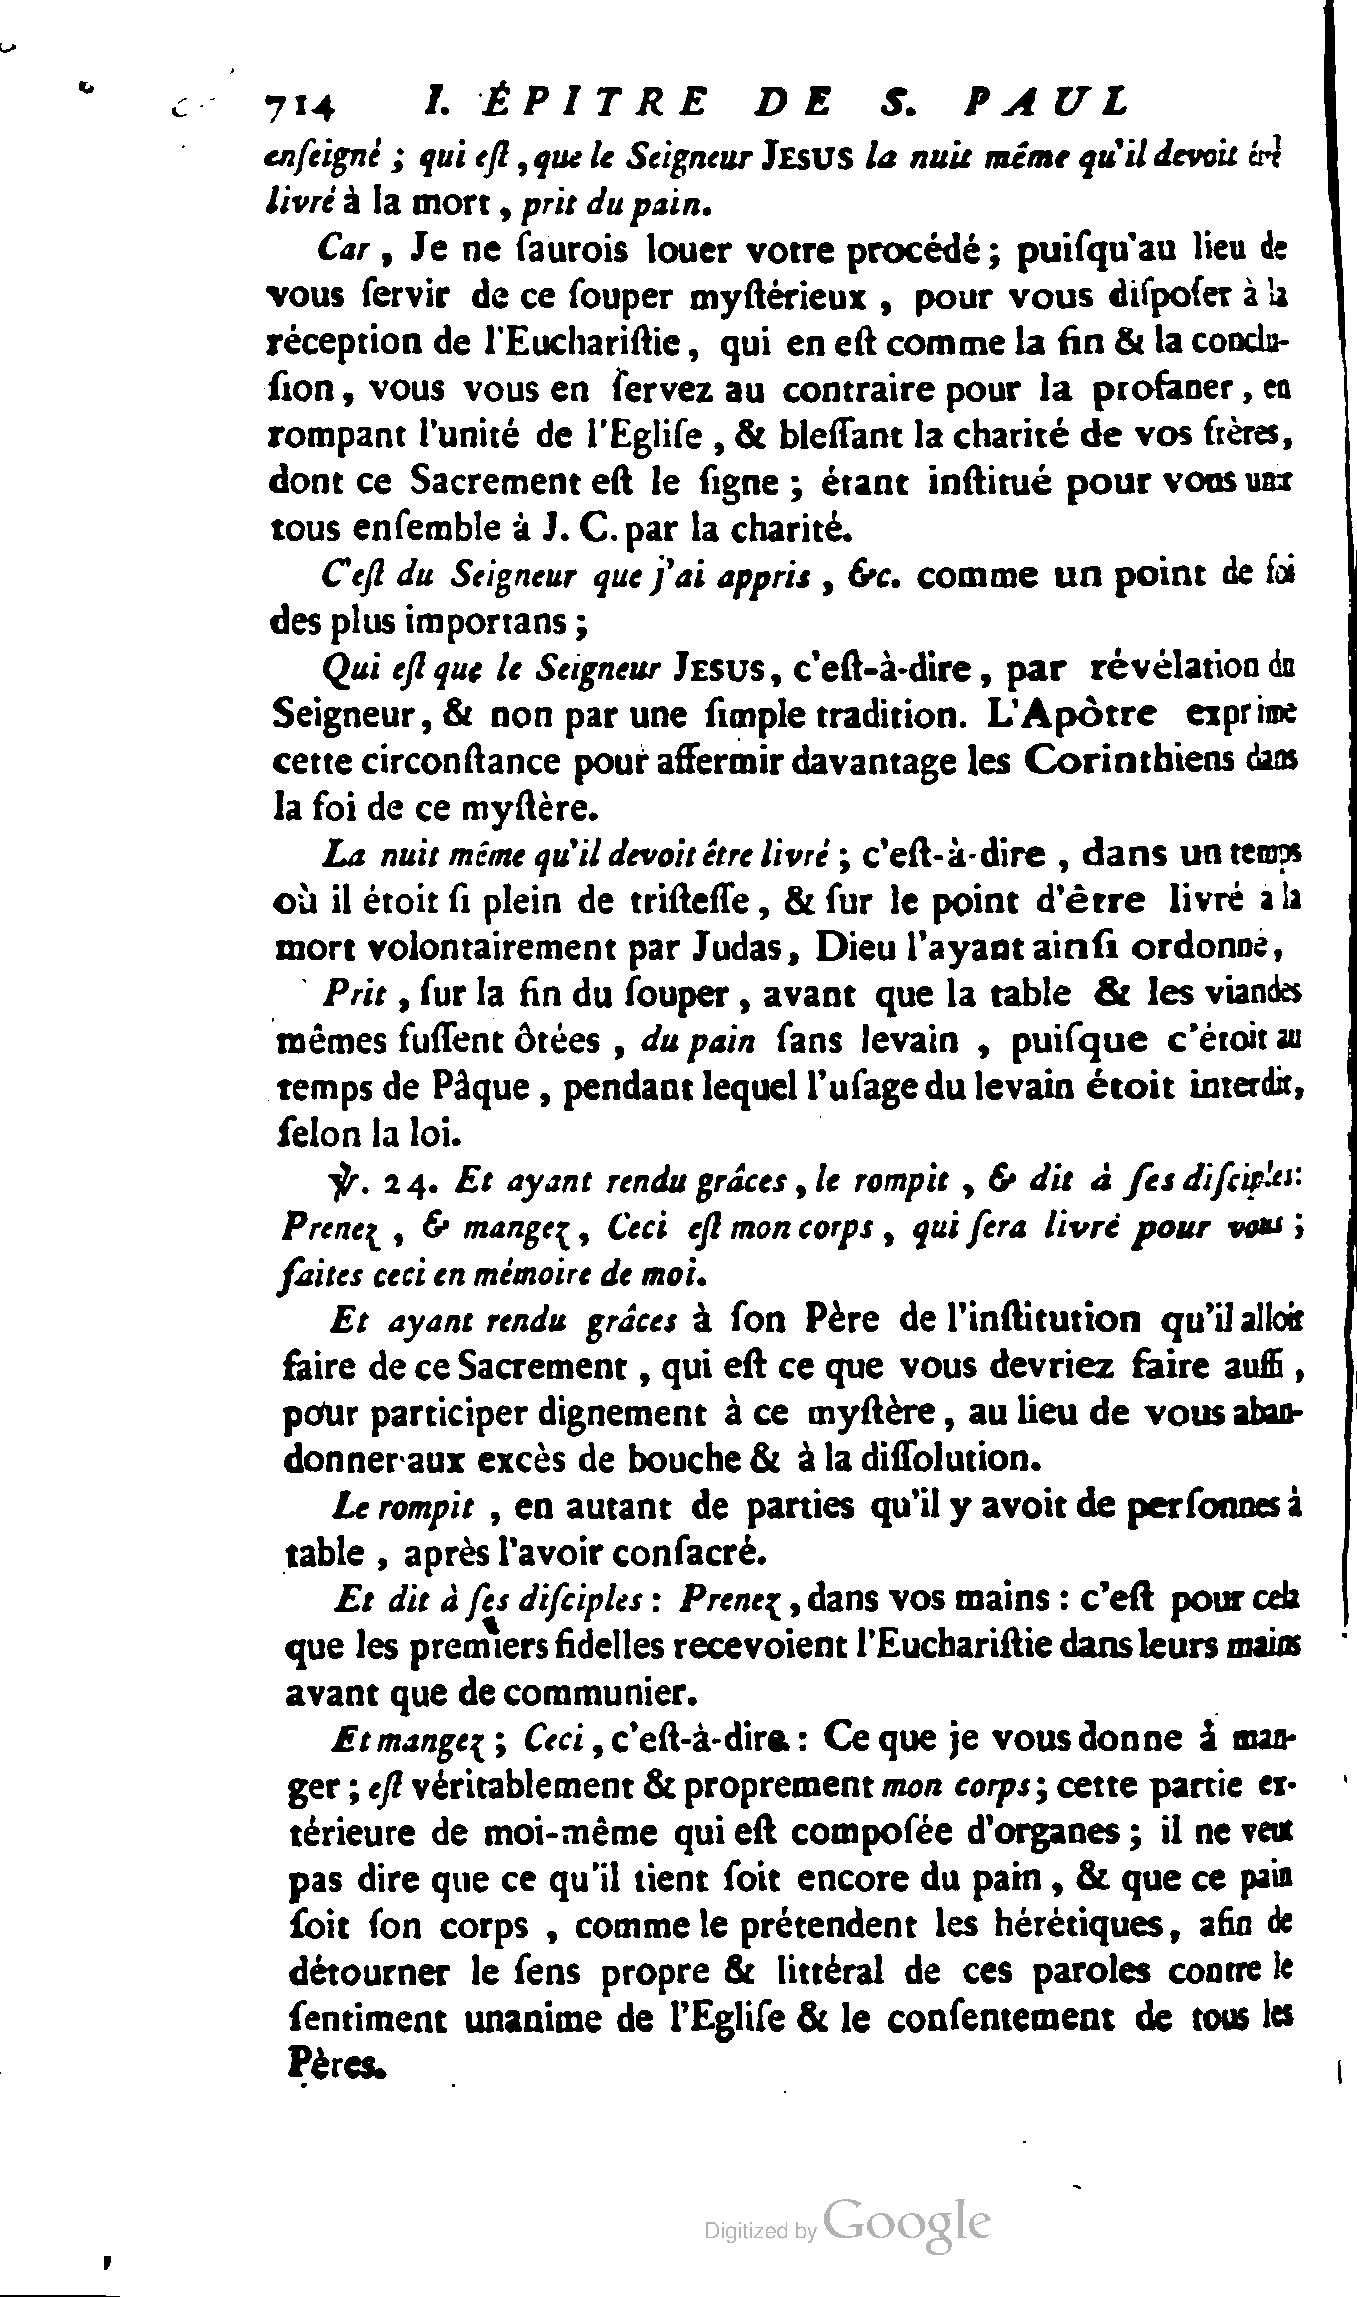 714 I. ÉPITRE DE S. PAUL
enſeigné ; qui eſt , que le Seigneur JESUS la nuit même qu'il devoit
livré à la mort , prit du pain.
Car , Je ne ſaurois louer votre procédé ; puiſqu'au lieu de
vous ſervir de ce ſouper myſtérieux , pour vous diſpoſer à la
réception de l'Euchariſtie, qui en eſt comme la fin & la conclu-
ſion, vous vous en ſervez au contraire pour la profaner, en
rompant l'unité de l'Egliſe , & bleſſant la charité de vos frères,
dont ce Sacrement eſt le ſigne ; étant inſtitué pour vous unir
tous enſemble à J. C. par la charité.
C'eſt du Seigneur que j'ai appris , &c. comme un point de foi
des plus importans ;
Qui eſt que le Seigneur JESUS, c'eſt-à-dire, par révélation du
Seigneur, & non par une ſimple tradition. L'Apôtre exprime
cette circonſtance pour affermir davantage les Corinthiens dans
la foi de ce myſtère.
La nuit même qu'il devoit être livré ; c'eſt-à-dire , dans un temps
où il étoit ſi plein de triſteſſe, & ſur le point d'être livré à la
mort volontairement par Judas, Dieu l'ayant ainſi ordonné,
Prit , ſur la fin du ſouper , avant que la table & les viandes
mêmes fuſſent ôtées , du pain ſans levain , puiſque c'étoit au
temps de Pâque , pendant lequel l'uſage du levain étoit interdit,
ſelon la loi.
℣. 24. Et ayant rendu grâces , le rompit , & dit à ſes diſciples:
Prenez , & mangez , Ceci eſt mon corps , qui ſera livré pour vous ;
faites ceci en mémoire de moi.
Et ayant rendu grâces à ſon Père de l'inſtitution qu'il alloit
faire de ce Sacrement , qui eſt ce que vous devriez faire auſſi ,
pour participer dignement à ce myſtère , au lieu de vous aban-
donner aux excès de bouche & à la diſſolution.
Le rompit , en autant de parties qu'il y avoit de perſonnes à
table , après l'avoir conſacré.
Et dit à ſes diſciples : Prenez , dans vos mains : c'eſt pour cela
que les premiers fidelles recevoient l'Euchariſtie dans leurs mains
avant que de communier.
Et mangez ; Ceci , c'eſt-à-dire : Ce que je vous donne à man-
ger ; eſt véritablement & proprement mon corps ; cette partie ex-
térieure de moi-même qui eſt compoſée d'organes ; il ne veut
pas dire que ce qu'il tient ſoit encore du pain , & que ce pain
ſoit ſon corps , comme le prétendent les hérétiques, afin de
détourner le ſens propre & littéral de ces paroles contre le
ſentiment unanime de l'Egliſe & le conſentement de tous les
Pères.
Digitized by Google